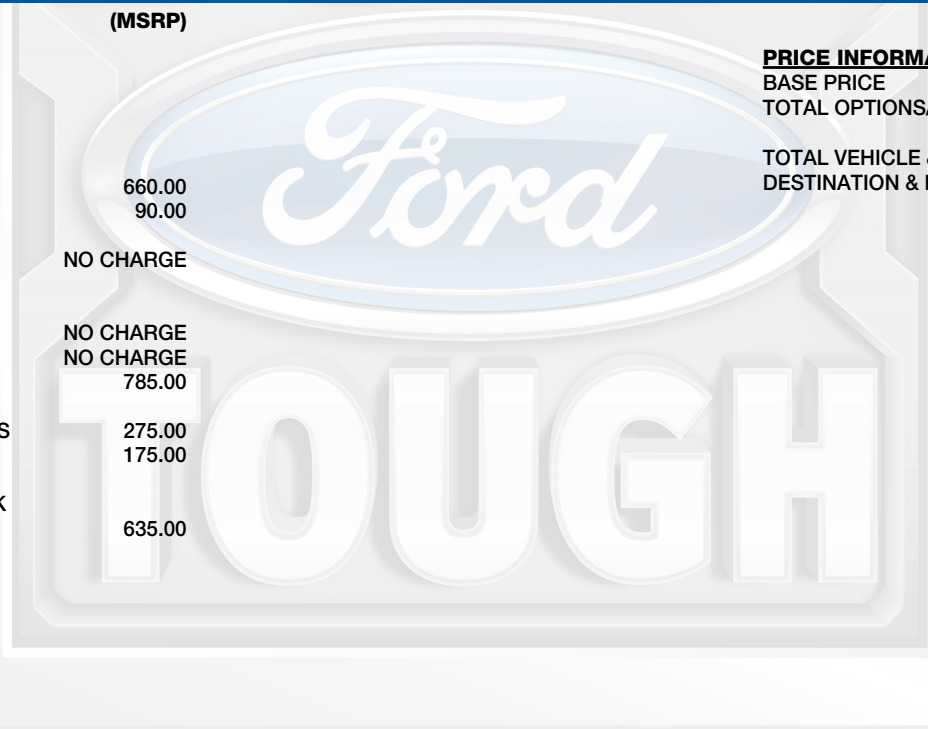 (MSRP)
660.00
90.00
NO CHARGE
NO CHARGE
NO CHARGE
785.00
S 275.00
175.00
K
635.00
PRICE INFORMA
BASE PRICE
TOTAL OPTIONS
TOTAL VEHICLE &
DESTINATION &
Ford
TOUGH